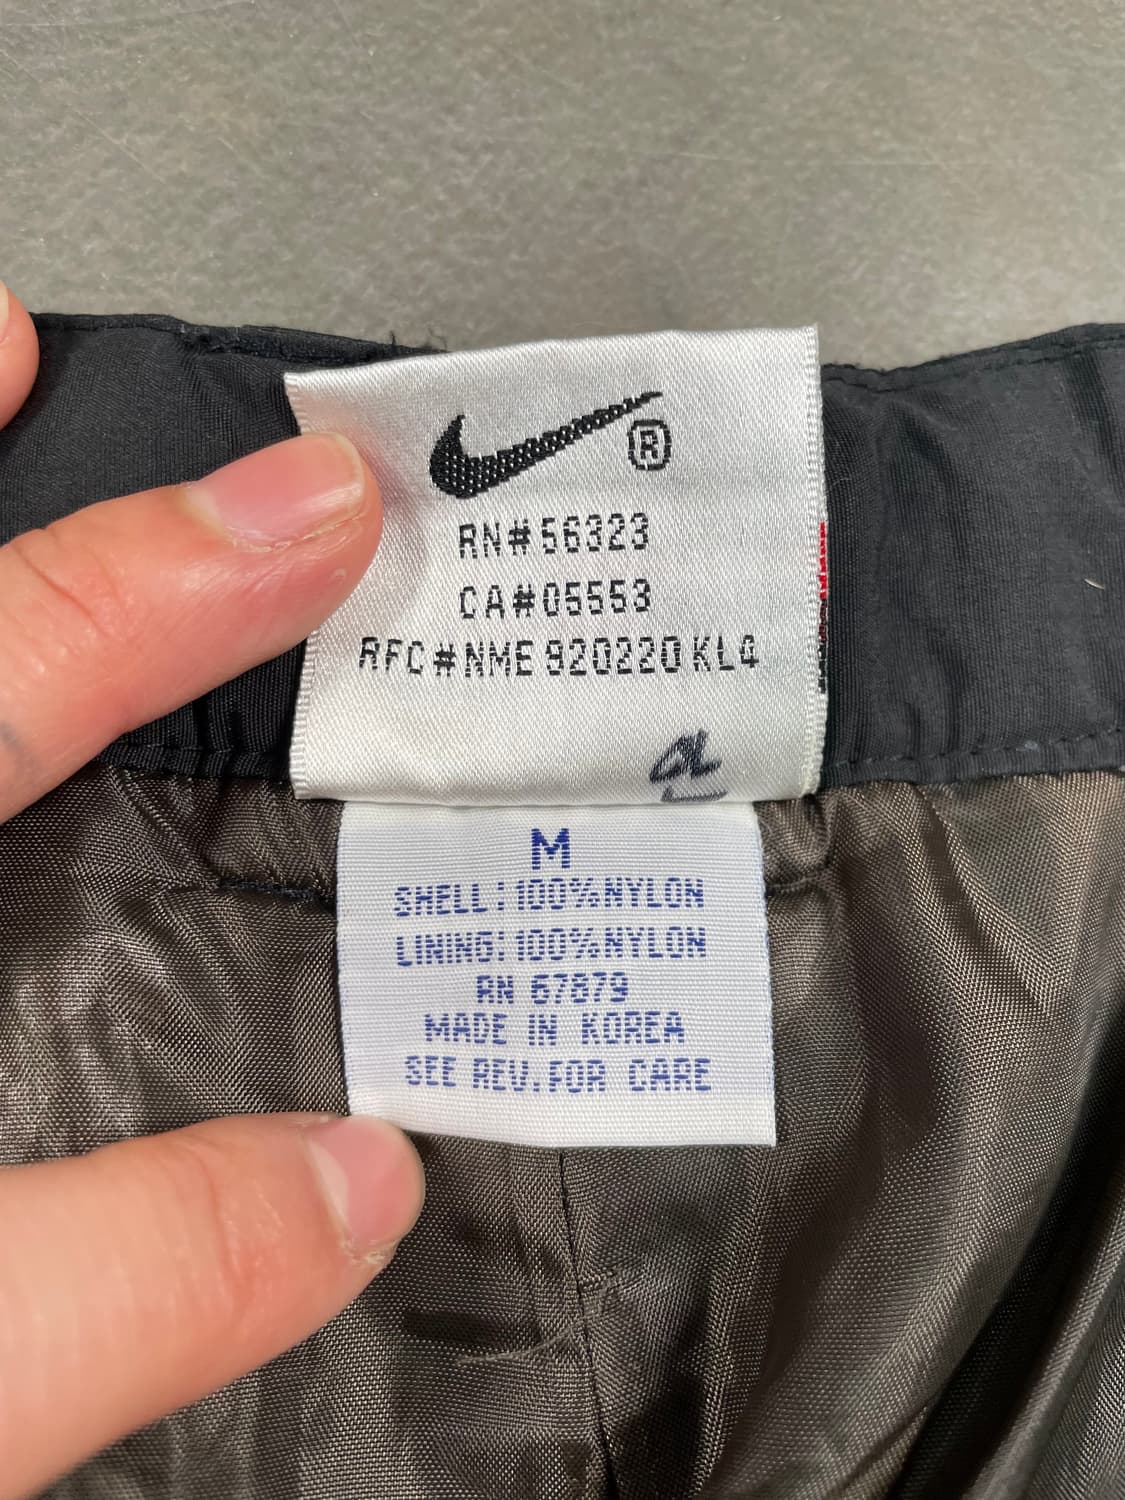 ®
RN#56323
CA#05553
RFC#NME 920220 KL4
M
SHELL: 100% NYLON
LINING: 100% NYLON
RN 67879
MADE IN KOREA
SEE REV. FOR CARE